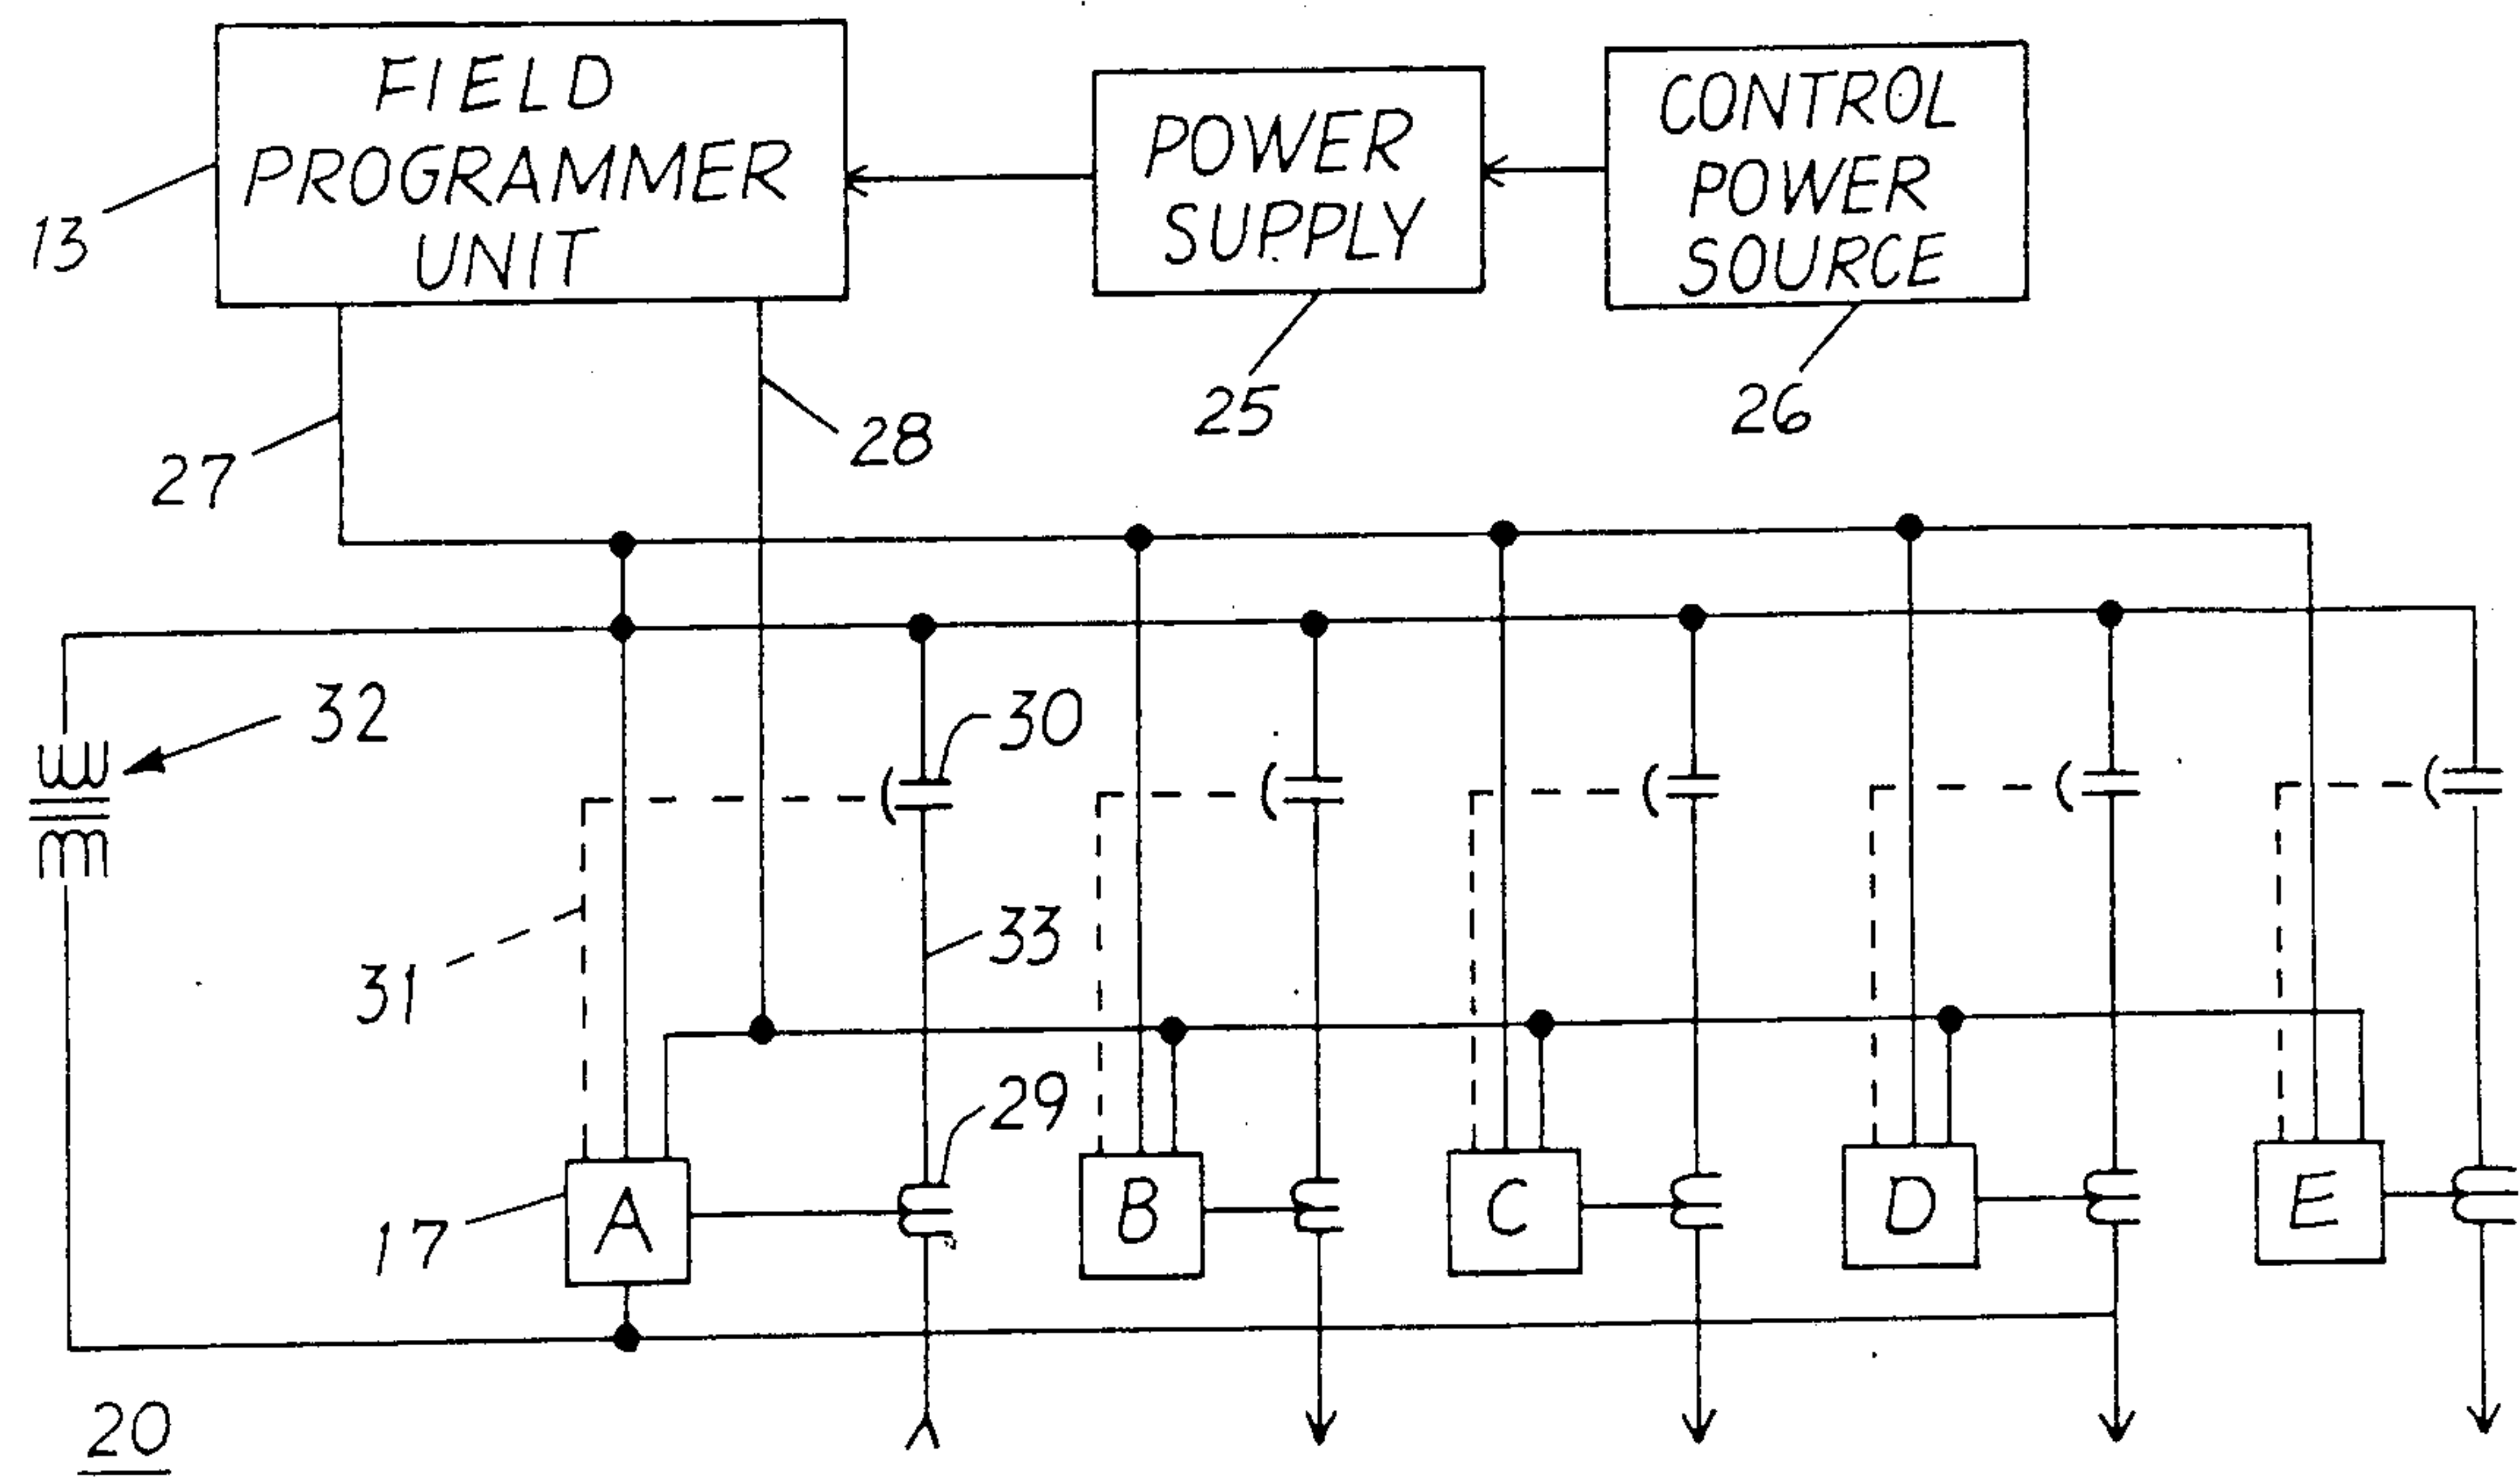 FIELD
PROGRAMMER
UNIT
POWER
SUPPLY
CONTROL
POWER
SOURCE
13
25
26
27
28
32
30
31
33
29
17
A
B
C
D
E
20